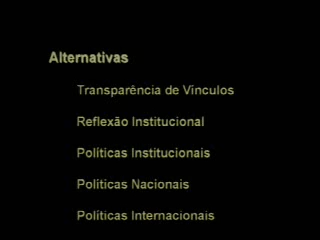 Alternativas
Transparência de Vínculos
Reflexão Institucional
Políticas Institucionais
Políticas Nacionais
Políticas Internacionais